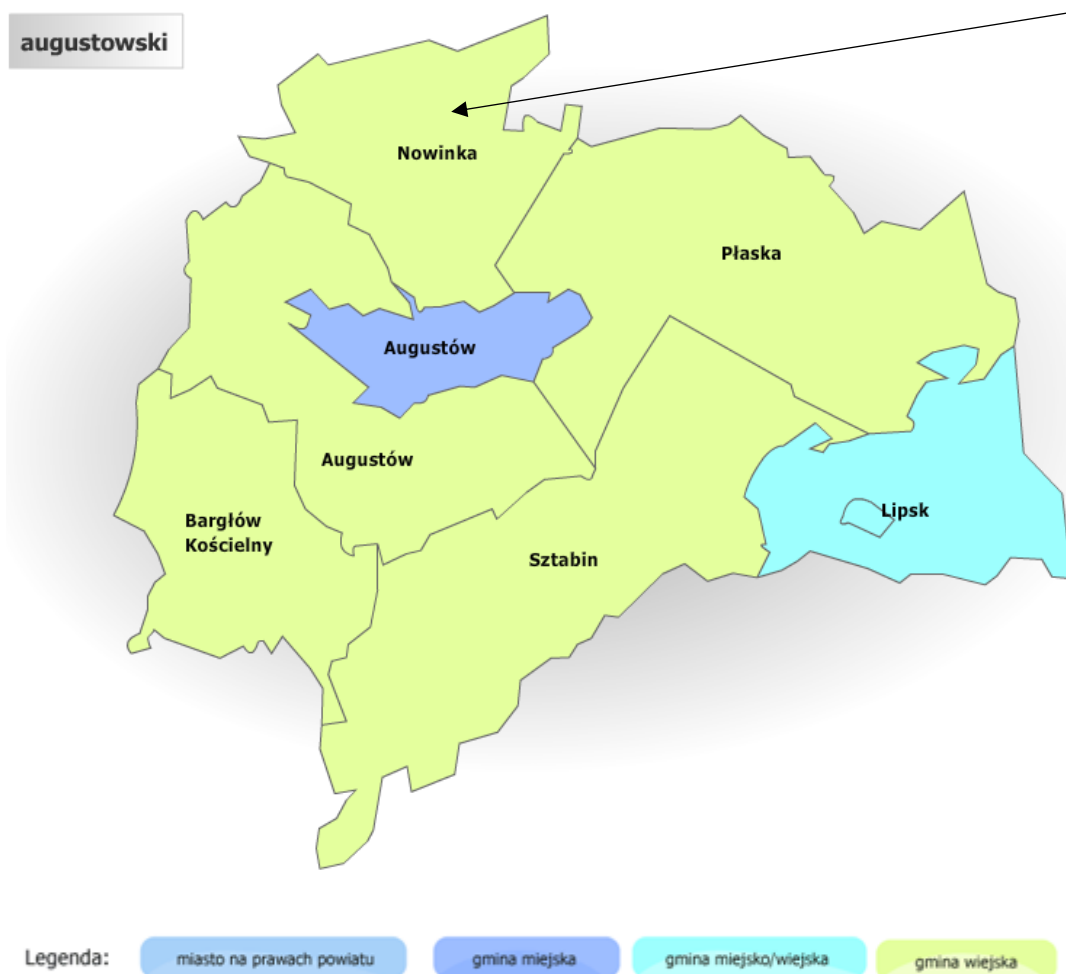 augustowski
Nowinka
Płaska
Augustów
Augustów
Bargłów
Kościelny
Lipsk
Sztabin
Legenda:
miasto na prawach powiatu
gmina miejska
gmina miejsko/wiejska
gmina wiejska